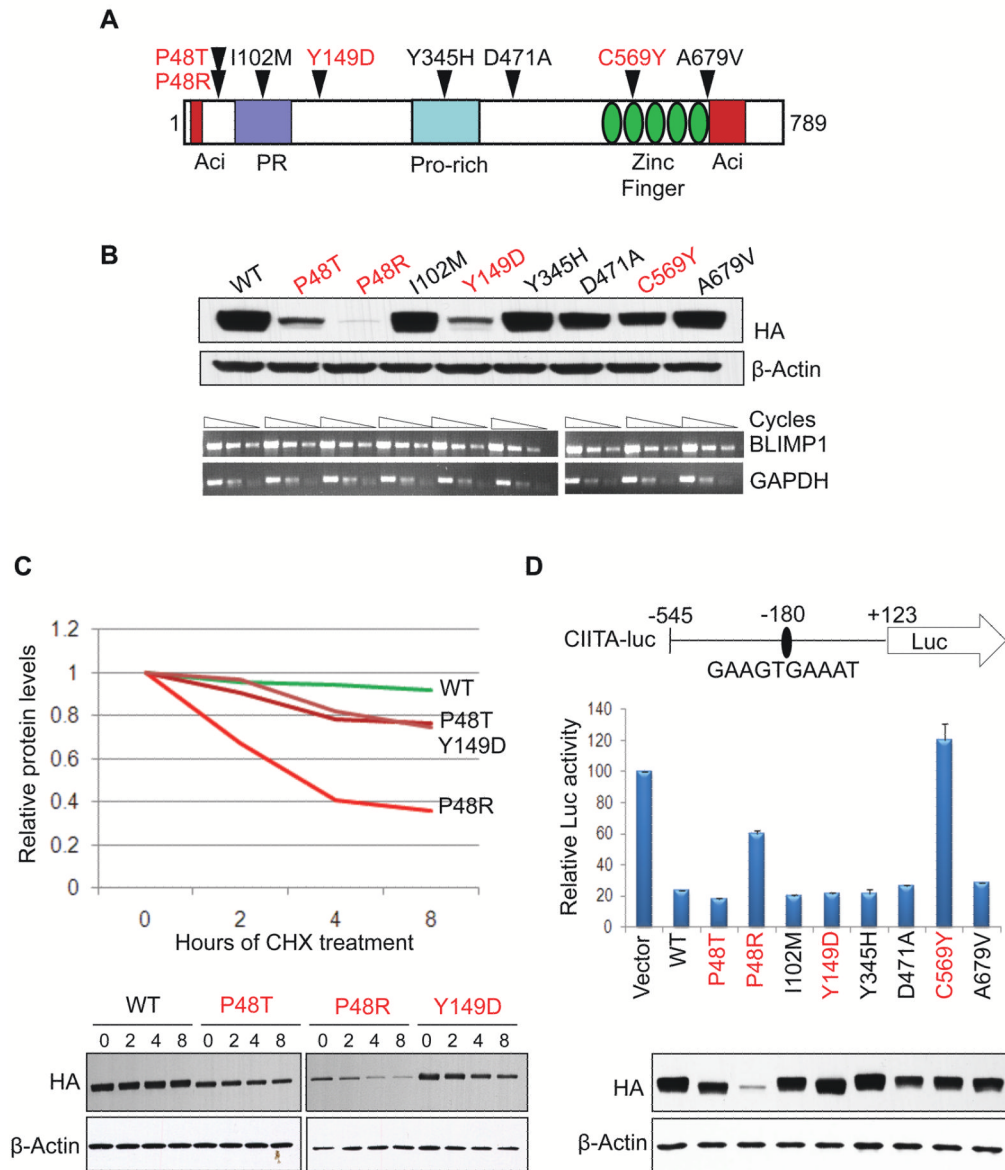 A
P48T I102M Y149D Y345H D471A C569Y A679V
P48R
1 789
Aci PR Pro-rich Zinc Finger Aci
B
WT P48T P48R I102M Y149D Y345H D471A C569Y A679V
HA
β-Actin
Cycles
BLIMP1
GAPDH
C
Relative protein levels
1.2
1
0.8
0.6
0.4
0.2
0
WT
P48T
Y149D
P48R
0 2 4 8
Hours of CHX treatment
WT P48T P48R Y149D
0 2 4 8 0 2 4 8 0 2 4 8 0 2 4 8
HA
β-Actin
D
-545 -180 +123
CIITA-luc Luc
GAAGTGAAAT
Relative Luc activity
140
120
100
80
60
40
20
0
Vector WT P48T P48R I102M Y149D Y345H D471A C569Y A679V
HA
β-Actin